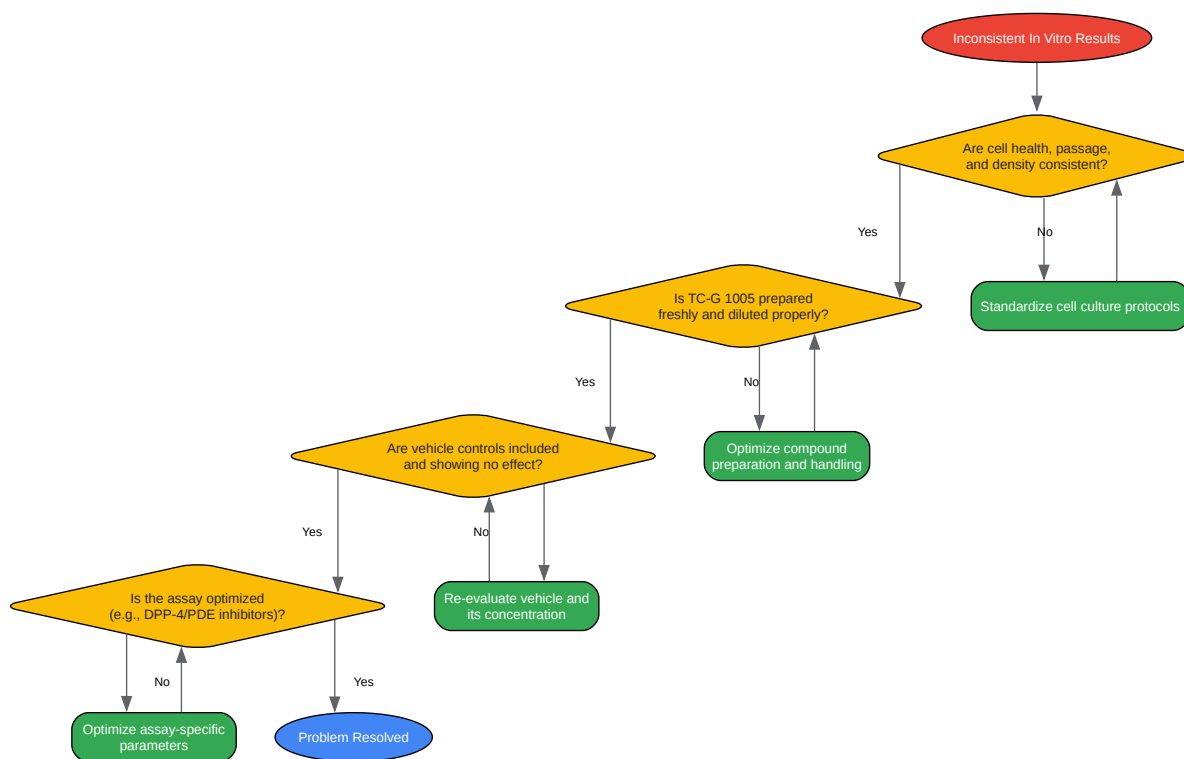 Inconsistent In Vitro Results
Are cell health, passage,
and density consistent?
Yes
No
Is TC-G 1005 prepared
freshly and diluted properly?
Standardize cell culture protocols
Yes
No
Are vehicle controls included
and showing no effect?
Optimize compound
preparation and handling
Yes
No
Is the assay optimized
(e.g., DPP-4/PDE inhibitors)?
Re-evaluate vehicle and
its concentration
No
Yes
Optimize assay-specific
parameters
Problem Resolved